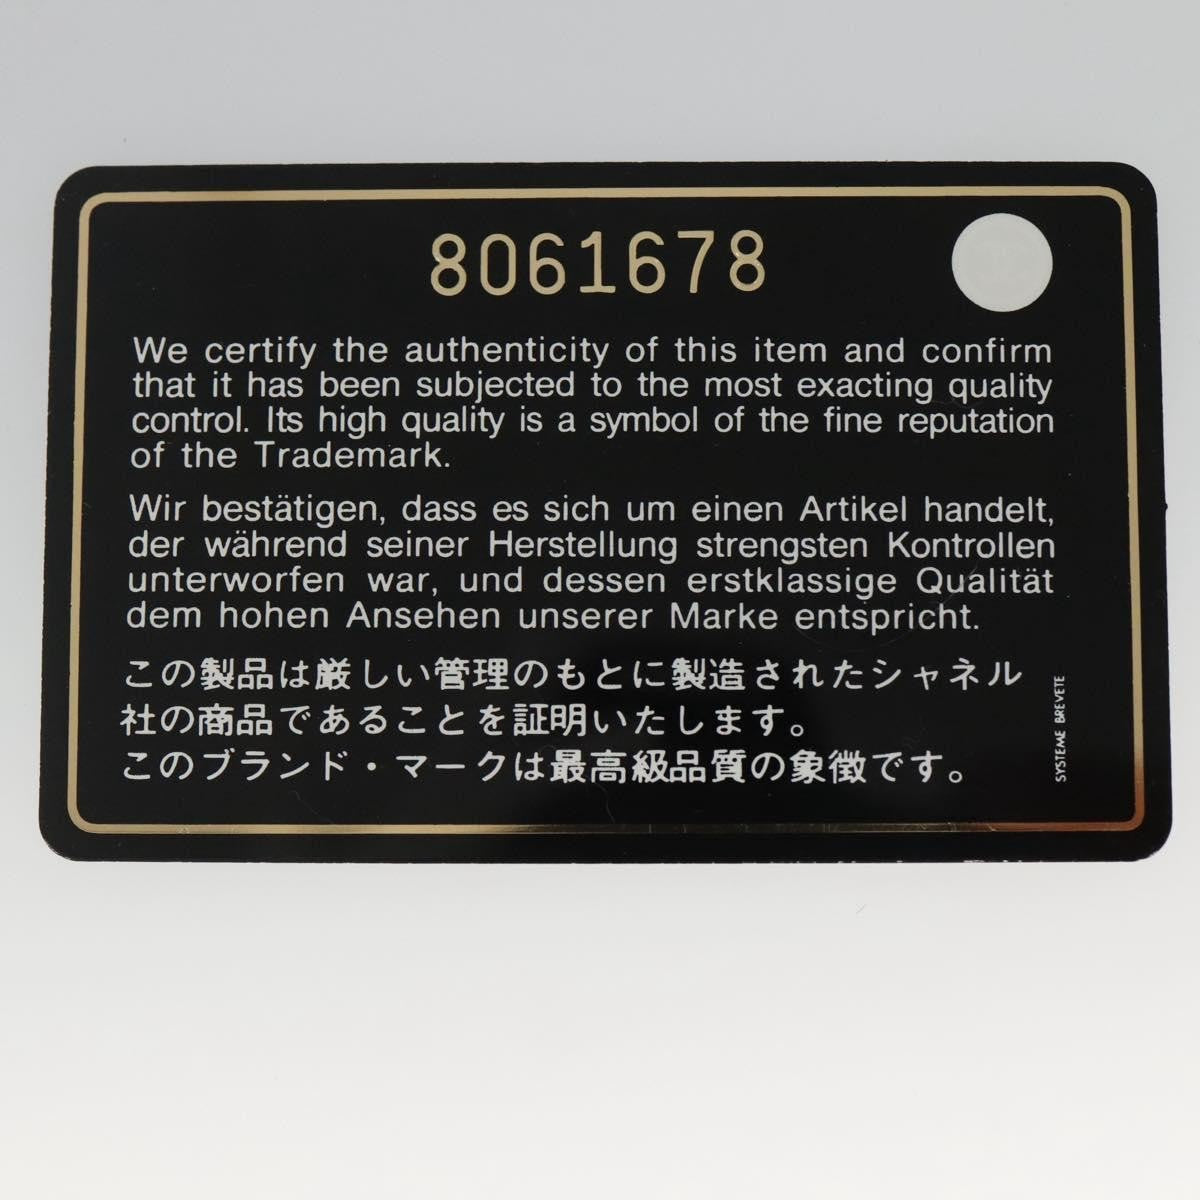 8061678
We certify the authenticity of this item and confirm
that it has been subjected to the most exacting quality
control. Its high quality is a symbol of the fine reputation
of the Trademark.
Wir bestätigen, dass es sich um einen Artikel handelt,
der während seiner Herstellung strengsten Kontrollen
unterworfen war, und dessen erstklassige Qualität
dem hohen Ansehen unserer Marke entspricht.
この製品は厳しい管理のもとに製造されたシャネル
社の商品であることを証明いたします。
このブランド・マークは最高級品質の象徴です。
SYSTEME BREVETE